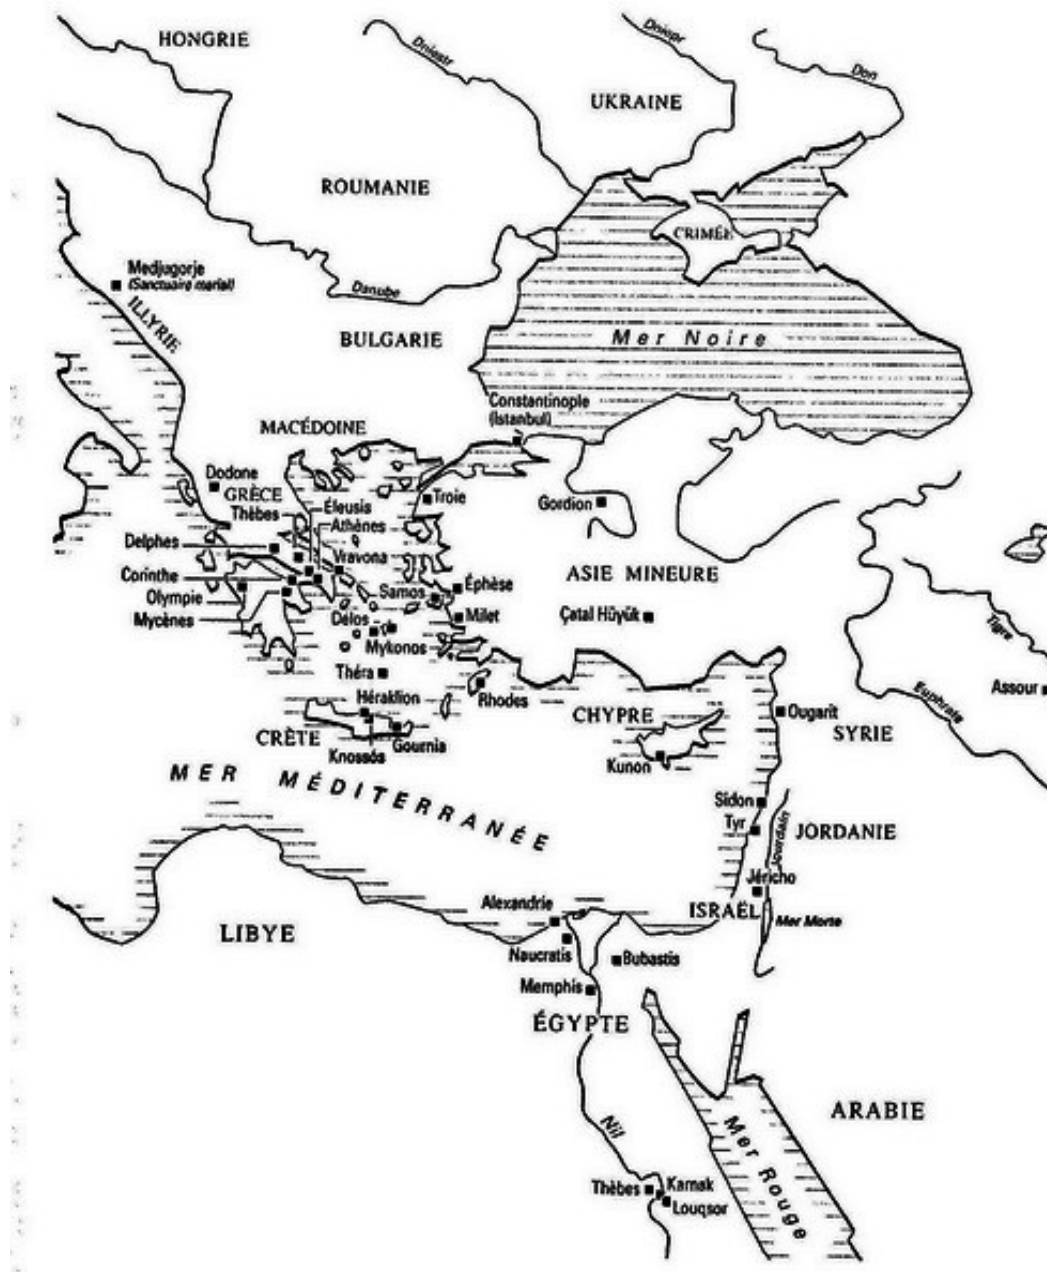 HONGRIE
Dniestr
Dniepr
Don
UKRAINE
ROUMANIE
CRIMÉE
Medjugorje
(Sanctuaire marial)
ILLYRIE
Danube
BULGARIE
Mer Noire
Constantinople
(Istanbul)
MACÉDOINE
Dodone
GRÈCE
Thèbes
Éleusis
Athènes
Troie
Gordion
Delphes
Vravona
Corinthe
Olympie
Mycènes
Samos
Éphèse
ASIE MINEURE
Délos
Milet
Çatal Hüyük
Mykonos
Tigre
Théra
Euphrate
Assour
Héraklion
Rhodes
CHYPRE
Ougarit
CRÈTE
Gournia
Knossós
SYRIE
Kunon
MER MÉDITERRANÉE
Sidon
Tyr
Jourdain
JORDANIE
Jéricho
Alexandrie
ISRAËL
Mer Morte
LIBYE
Naucratis
Bubastis
Memphis
ÉGYPTE
ARABIE
Nil
Mer Rouge
Thèbes
Karnak
Louqsor